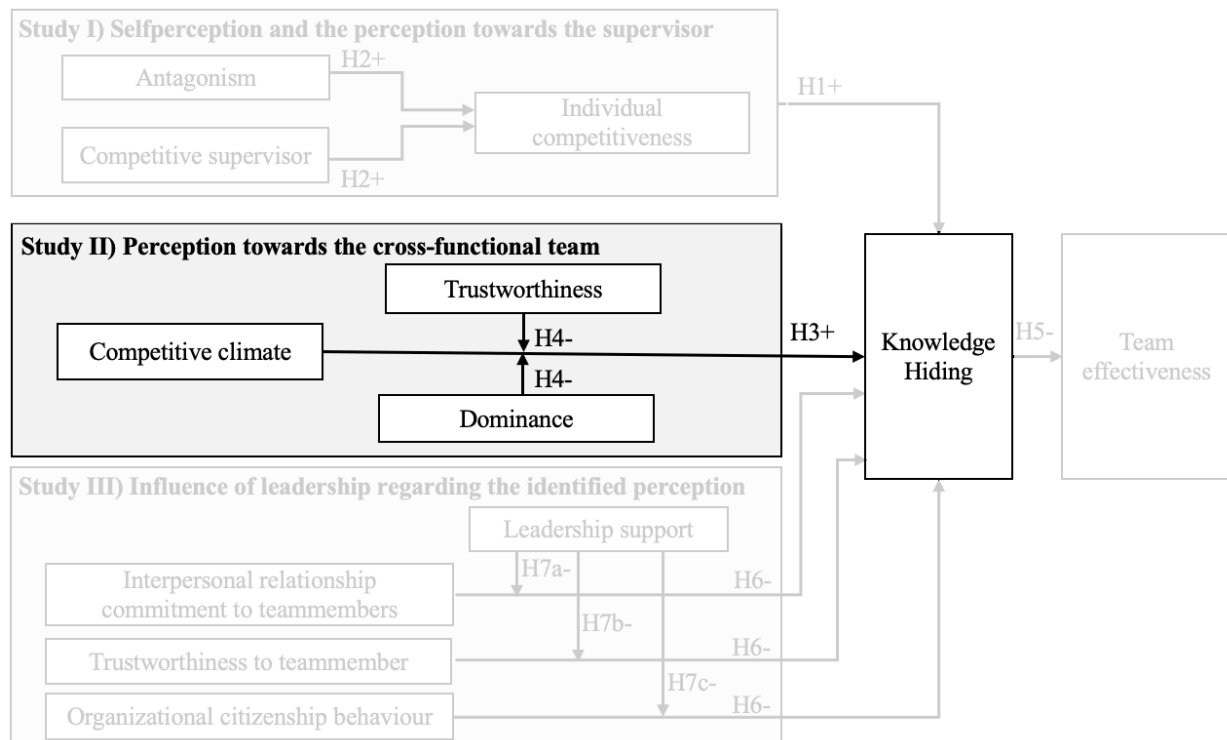 Study I) Selfperception and the perception towards the supervisor
H2+
Antagonism
H1+
Individual
competitiveness
Competitive supervisor
H2+
Study II) Perception towards the cross-functional team
Trustworthiness
H4-
H3+
Competitive climate
Knowledge
Hiding
H5-
Team
effectiveness
H4-
Dominance
Study III) Influence of leadership regarding the identified perception
Leadership support
H7a-
Interpersonal relationship
commitment to teammembers
H6-
H7b-
Trustworthiness to teammember
H6-
H7c-
Organizational citizenship behaviour
H6-